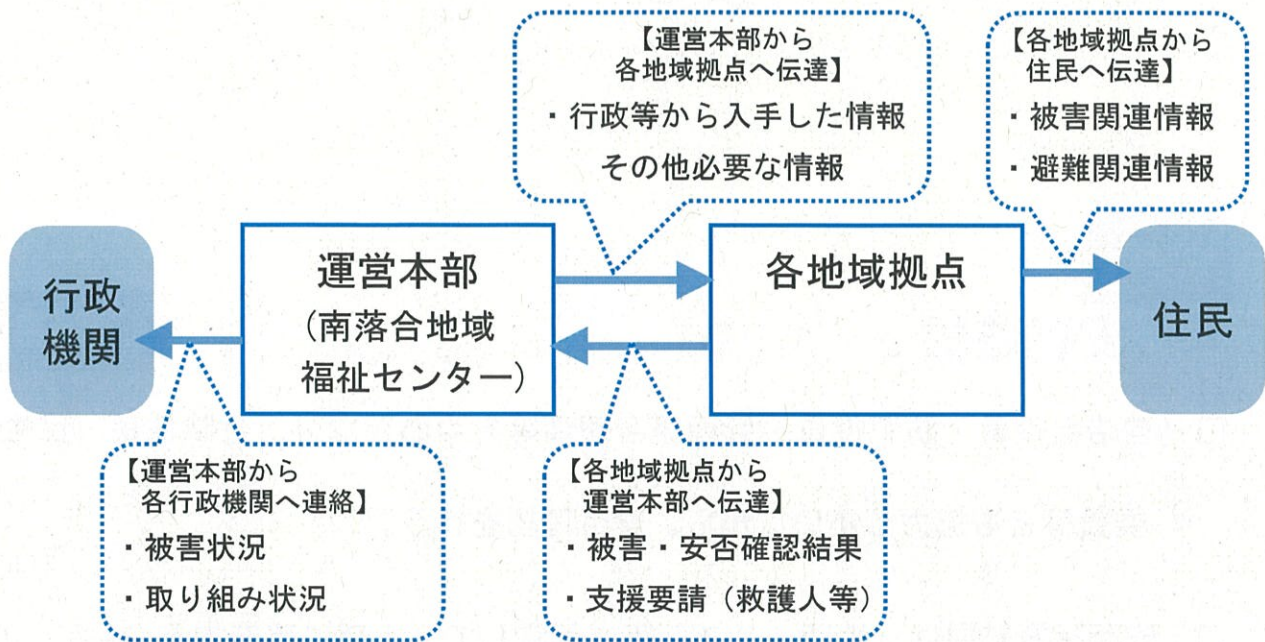 【運営本部から
各地域拠点へ伝達】
・行政等から入手した情報
その他必要な情報
【各地域拠点から
住民へ伝達】
・被害関連情報
・避難関連情報
行政
機関
運営本部
(南落合地域
福祉センター)
各地域拠点
住民
【運営本部から
各行政機関へ連絡】
・被害状況
・取り組み状況
【各地域拠点から
運営本部へ伝達】
・被害・安否確認結果
・支援要請(救護人等)